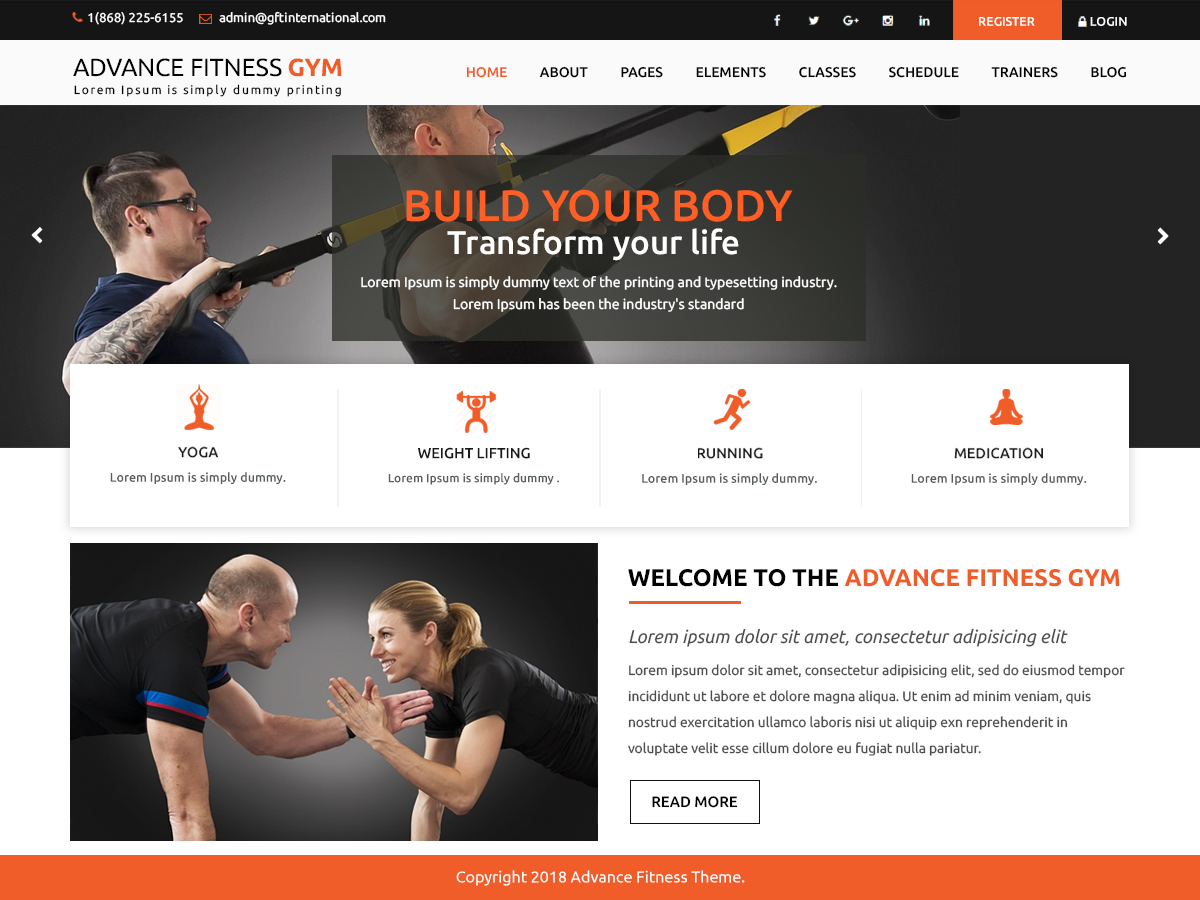 1(868) 225-6155 admin@gftinternational.com REGISTER LOGIN
ADVANCE FITNESS GYM
Lorem Ipsum is simply dummy printing
HOME ABOUT PAGES ELEMENTS CLASSES SCHEDULE TRAINERS BLOG
BUILD YOUR BODY
Transform your life
Lorem Ipsum is simply dummy text of the printing and typesetting industry.
Lorem Ipsum has been the industry's standard
YOGA
Lorem Ipsum is simply dummy.
WEIGHT LIFTING
Lorem Ipsum is simply dummy .
RUNNING
Lorem Ipsum is simply dummy.
MEDICATION
Lorem Ipsum is simply dummy.
WELCOME TO THE ADVANCE FITNESS GYM
Lorem ipsum dolor sit amet, consectetur adipisicing elit
Lorem ipsum dolor sit amet, consectetur adipisicing elit, sed do eiusmod tempor
incididunt ut labore et dolore magna aliqua. Ut enim ad minim veniam, quis
nostrud exercitation ullamco laboris nisi ut aliquip exn reprehenderit in
voluptate velit esse cillum dolore eu fugiat nulla pariatur.
READ MORE
Copyright 2018 Advance Fitness Theme.